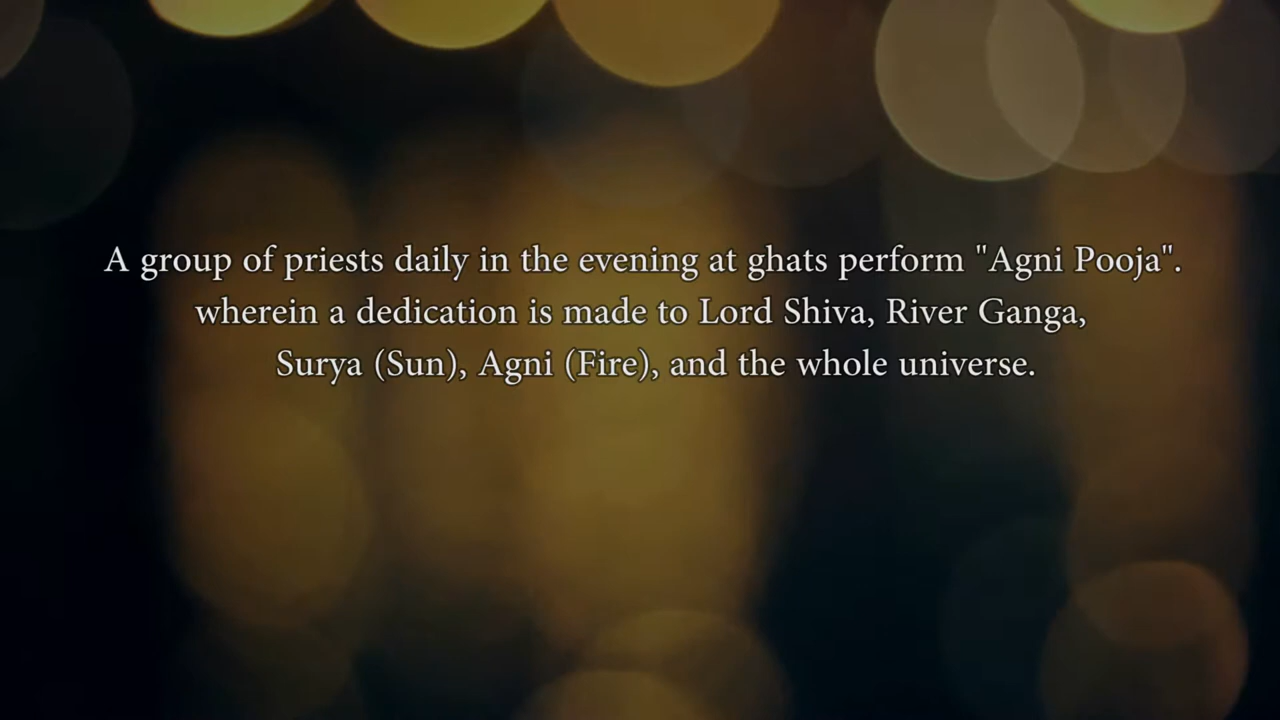 A group of priests daily in the evening at ghats perform "Agni Pooja".
wherein a dedication is made to Lord Shiva, River Ganga,
Surya (Sun), Agni (Fire), and the whole universe.